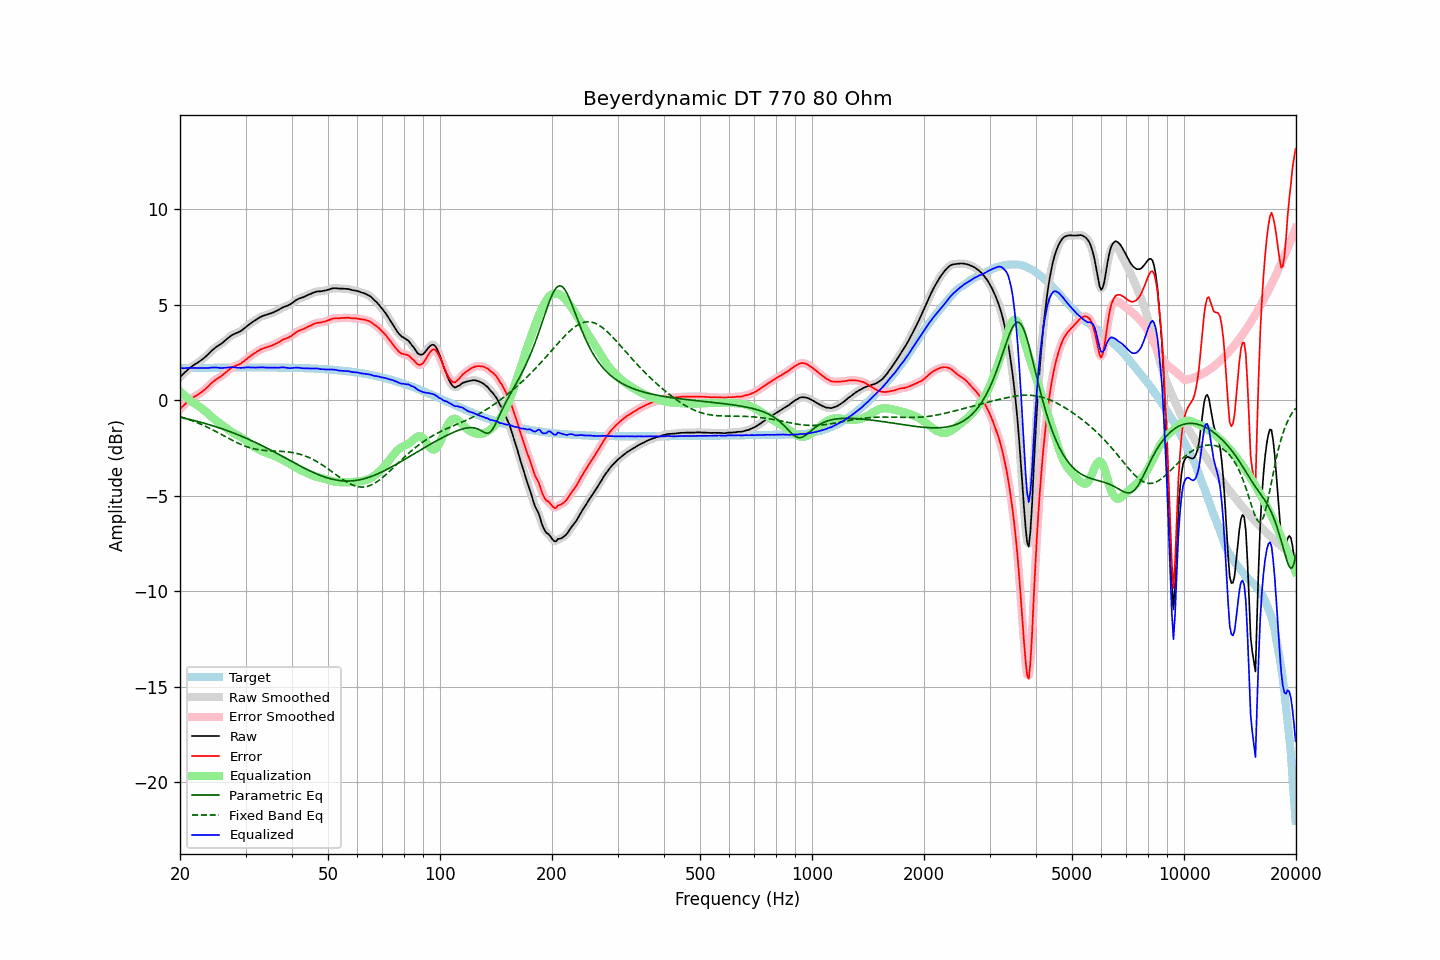 Beyerdynamic DT 770 80 Ohm
Amplitude (dBr)
10
5
0
−5
−10
−15
−20
Target
Raw Smoothed
Error Smoothed
Raw
Error
Equalization
Parametric Eq
Fixed Band Eq
Equalized
20 50 100 200 500 1000 2000 5000 10000 20000
Frequency (Hz)